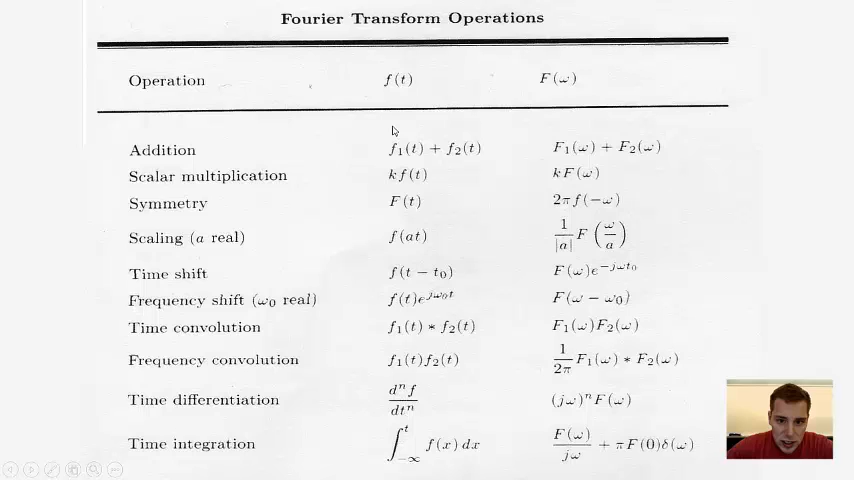 Fourier Transform Operations
Operation f(t) F(ω)
Addition f₁(t) + f₂(t) F₁(ω) + F₂(ω)
Scalar multiplication kf(t) kF(ω)
Symmetry F(t) 2πf(−ω)
Scaling (a real) f(at) 1/|a| F(ω/a)
Time shift f(t − t₀) F(ω)e^{−jωt₀}
Frequency shift (ω₀ real) f(t)e^{jω₀t} F(ω − ω₀)
Time convolution f₁(t) ∗ f₂(t) F₁(ω)F₂(ω)
Frequency convolution f₁(t)f₂(t) 1/2π F₁(ω) ∗ F₂(ω)
Time differentiation dⁿf/dtⁿ (jω)ⁿF(ω)
Time integration ∫_{−∞}^{t} f(x) dx F(ω)/jω + πF(0)δ(ω)